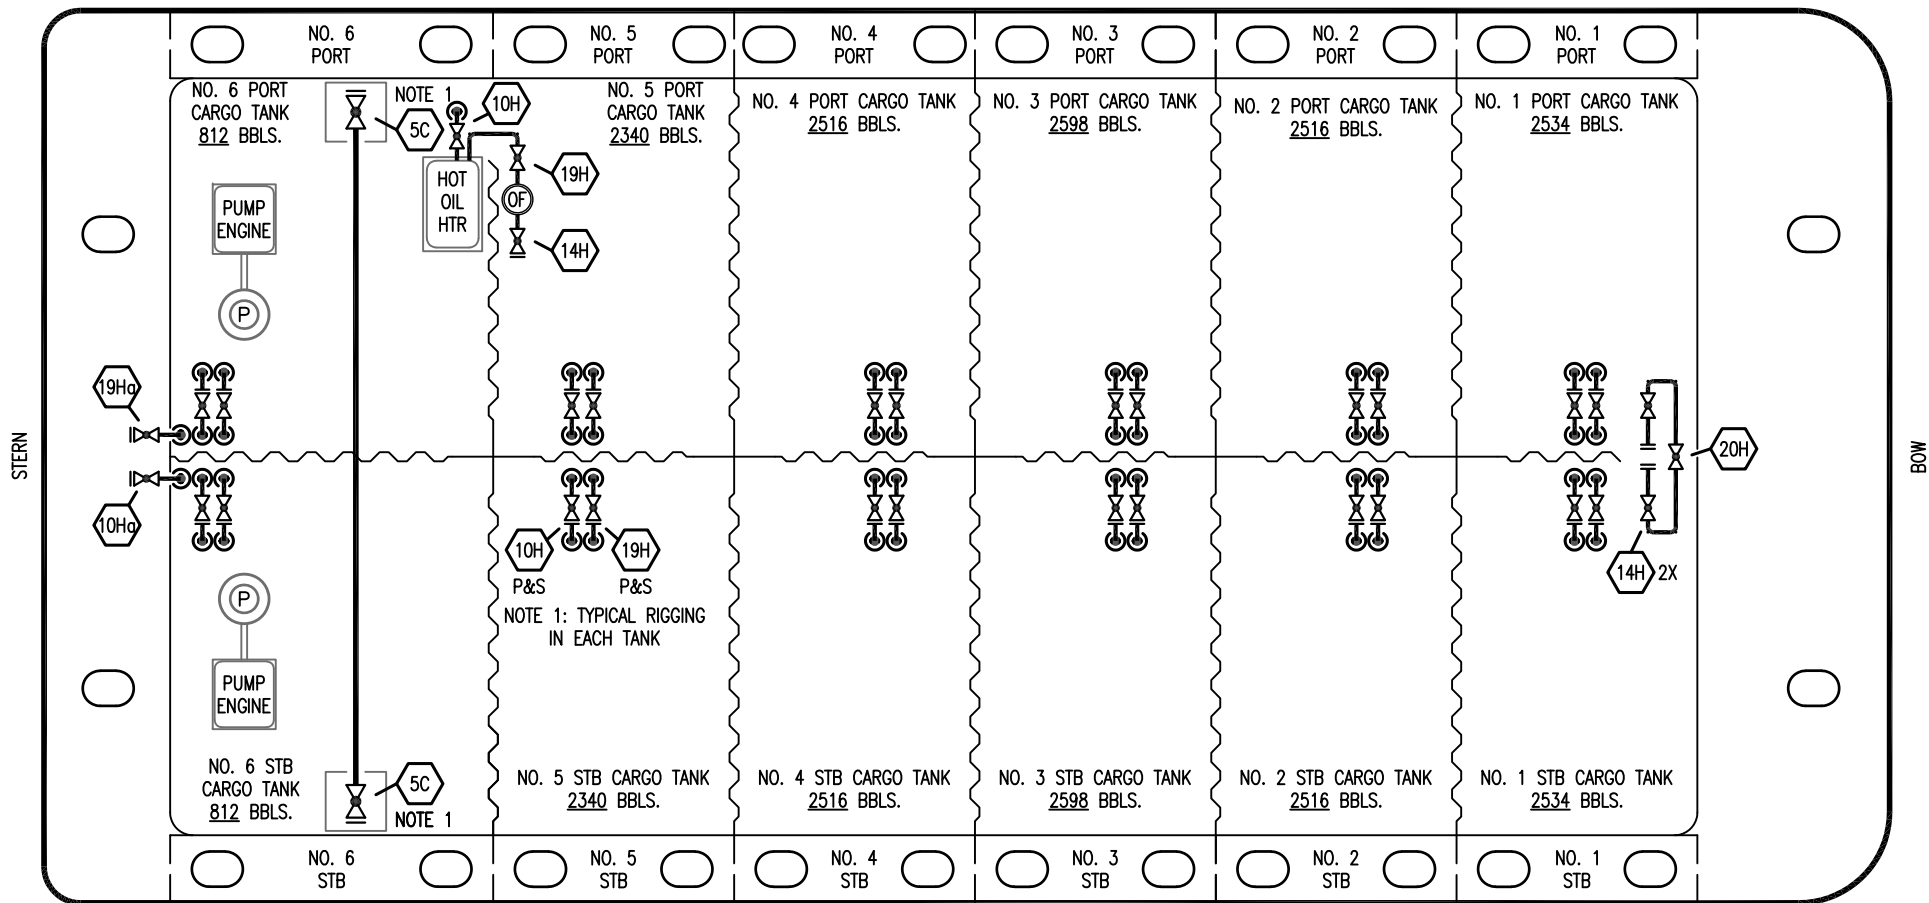 NO. 6
PORT
NO. 5
PORT
NO. 4
PORT
NO. 3
PORT
NO. 2
PORT
NO. 1
PORT
NO. 6 PORT
CARGO TANK
812 BBLS.
NOTE 1
5C
10H
NO. 5 PORT
CARGO TANK
2340 BBLS.
NO. 4 PORT CARGO TANK
2516 BBLS.
NO. 3 PORT CARGO TANK
2598 BBLS.
NO. 2 PORT CARGO TANK
2516 BBLS.
NO. 1 PORT CARGO TANK
2534 BBLS.
HOT
OIL
HTR
19H
OF
14H
PUMP
ENGINE
P
19Ha
10Ha
STERN
BOW
20H
10H
P&S
19H
P&S
14H 2X
NOTE 1: TYPICAL RIGGING
IN EACH TANK
P
PUMP
ENGINE
NO. 6 STB
CARGO TANK
812 BBLS.
5C
NOTE 1
NO. 5 STB CARGO TANK
2340 BBLS.
NO. 4 STB CARGO TANK
2516 BBLS.
NO. 3 STB CARGO TANK
2598 BBLS.
NO. 2 STB CARGO TANK
2516 BBLS.
NO. 1 STB CARGO TANK
2534 BBLS.
NO. 6
STB
NO. 5
STB
NO. 4
STB
NO. 3
STB
NO. 2
STB
NO. 1
STB